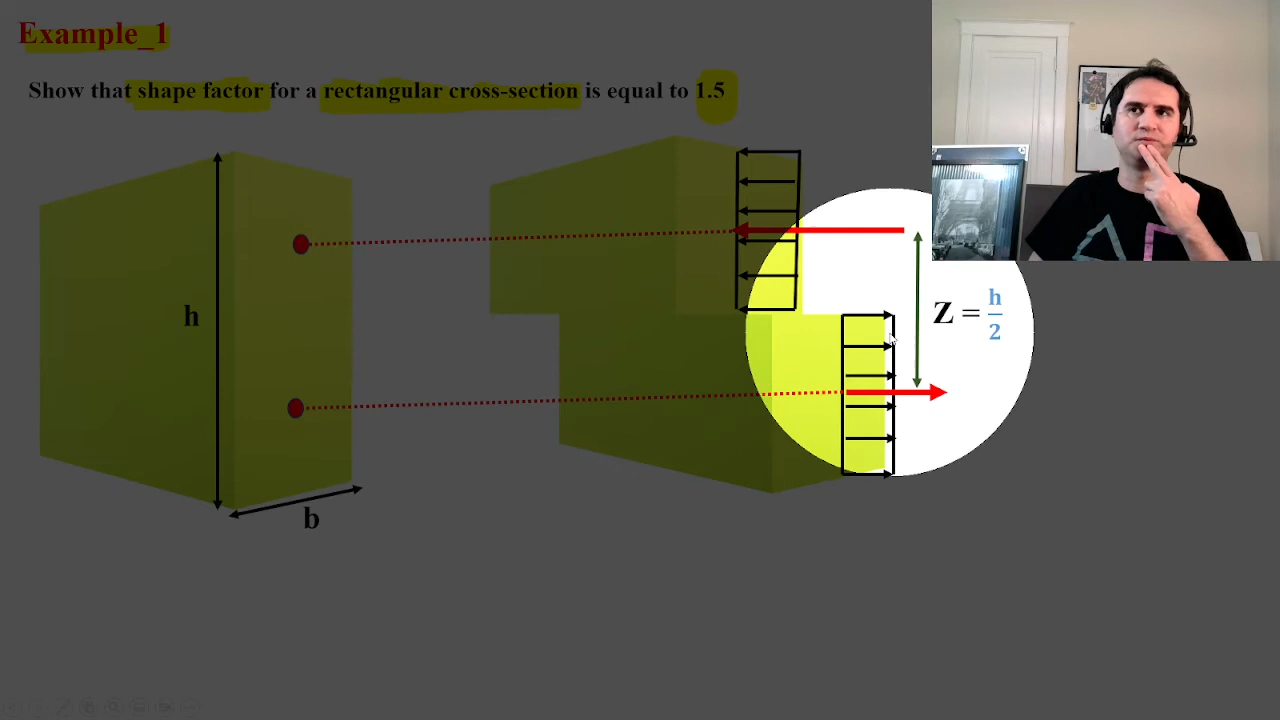 Example_1
Show that shape factor for a rectangular cross-section is equal to 1.5
h
Z = h/2
b